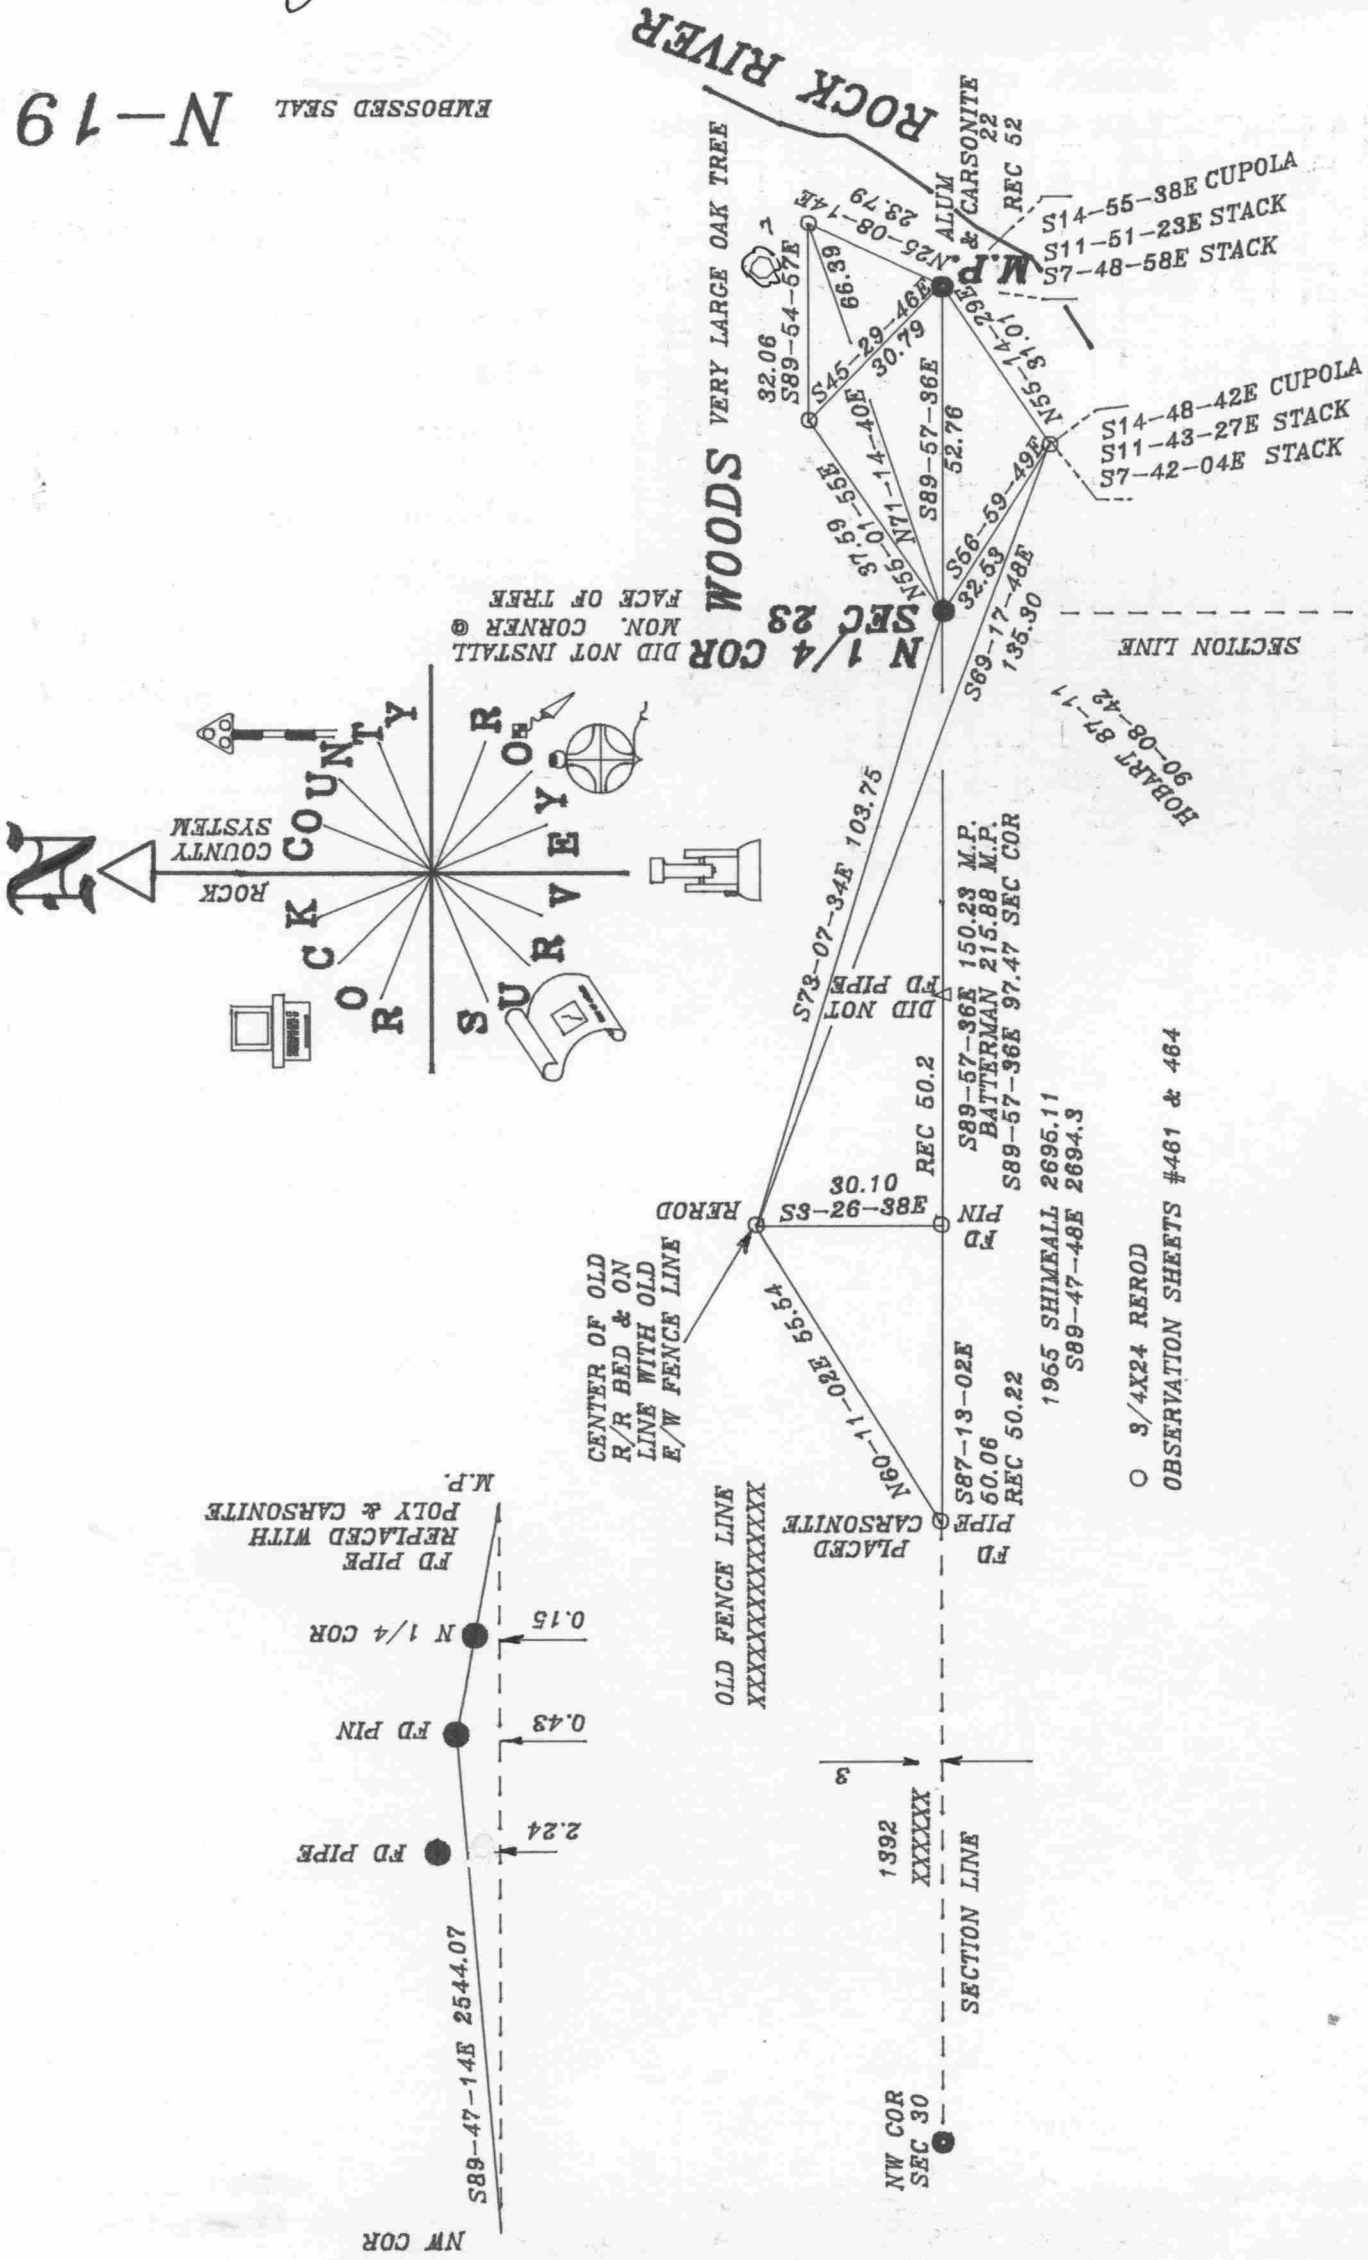 N-19
EMBOSSED SEAL
ROCK RIVER
N
ROCK
COUNTY
SYSTEM
ROCK COUNTY
SURVEYOR
DID NOT INSTALL
MON. CORNER @
FACE OF TREE
WOODS VERY LARGE OAK TREE
N 1/4 COR
SEC 23
32.06
S89-54-57E
66.39
N25-08-14E
23.79
M.P.
ALUM
& CARSONITE
22
REC 52
S14-55-38E CUPOLA
S11-51-23E STACK
S7-48-58E STACK
S45-29-46E
30.79
37.59
N55-01-55E
N71-14-40E
S89-57-36E
52.76
N55-14-29E
31.01
S56-59-49E
32.53
S14-48-42E CUPOLA
S11-43-27E STACK
S7-42-04E STACK
S69-17-48E
135.30
SECTION LINE
HOBART 87-11
90-08-42
S73-07-34E 103.75
DID NOT
FD PIPE
REC 50.2
S89-57-36E 150.23 M.P.
BATTERMAN 215.88 M.P.
S89-57-36E 97.47 SEC COR
1955 SHIMEALL 2695.11
S89-47-48E 2694.3
REROD
30.10
S3-26-38E
FD
PIN
CENTER OF OLD
R/R BED & ON
LINE WITH OLD
E/W FENCE LINE
N60-11-02E 55.54
S87-13-02E
50.06
REC 50.22
PLACED
CARSONITE
FD
PIPE
O 3/4X24 REROD
OBSERVATION SHEETS #461 & 464
OLD FENCE LINE
XXXXXXXXXXXXXXX
3
1392
XXXXXX
SECTION LINE
NW COR
SEC 30
M.P.
FD PIPE
REPLACED WITH
POLY & CARSONITE
N 1/4 COR
0.15
FD PIN
0.43
FD PIPE
2.24
S89-47-14E 2544.07
NW COR